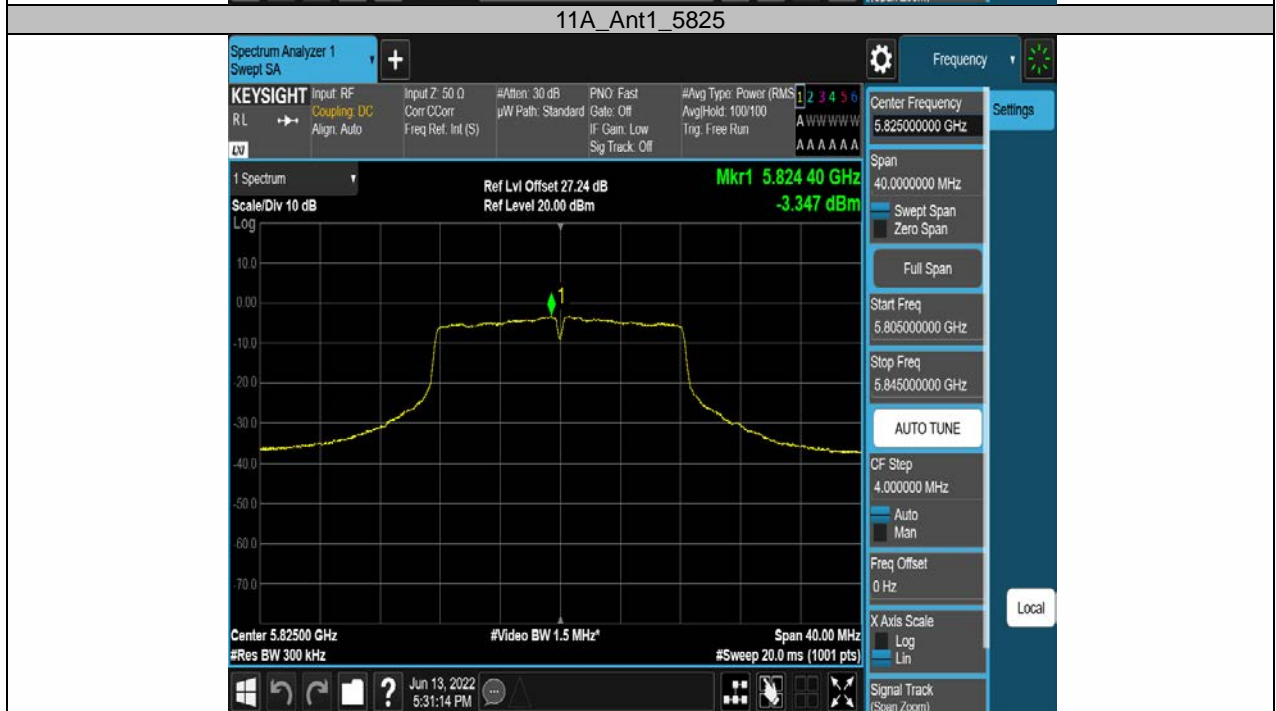 11A_Ant1_5825
Spectrum Analyzer 1
Swept SA
+
Frequency
KEYSIGHT
RL
LXI
Input: RF
Coupling: DC
Align: Auto
Input Z: 50 Ω
Corr CCorr
Freq Ref: Int (S)
#Atten: 30 dB
µW Path: Standard
PNO: Fast
Gate: Off
IF Gain: Low
Sig Track: Off
#Avg Type: Power (RMS
Avg|Hold: 100/100
Trig: Free Run
1 2 3 4 5 6
A W W W W W
A A A A A A
1 Spectrum
Scale/Div 10 dB
Log
Ref Lvl Offset 27.24 dB
Ref Level 20.00 dBm
Mkr1 5.824 40 GHz
-3.347 dBm
10.0
0.00
-10.0
-20.0
-30.0
-40.0
-50.0
-60.0
-70.0
1
Center 5.82500 GHz
#Res BW 300 kHz
#Video BW 1.5 MHz*
Span 40.00 MHz
#Sweep 20.0 ms (1001 pts)
Center Frequency
5.825000000 GHz
Settings
Span
40.0000000 MHz
Swept Span
Zero Span
Full Span
Start Freq
5.805000000 GHz
Stop Freq
5.845000000 GHz
AUTO TUNE
CF Step
4.000000 MHz
Auto
Man
Freq Offset
0 Hz
X Axis Scale
Log
Lin
Local
Signal Track
(Span Zoom)
?
Jun 13, 2022
5:31:14 PM